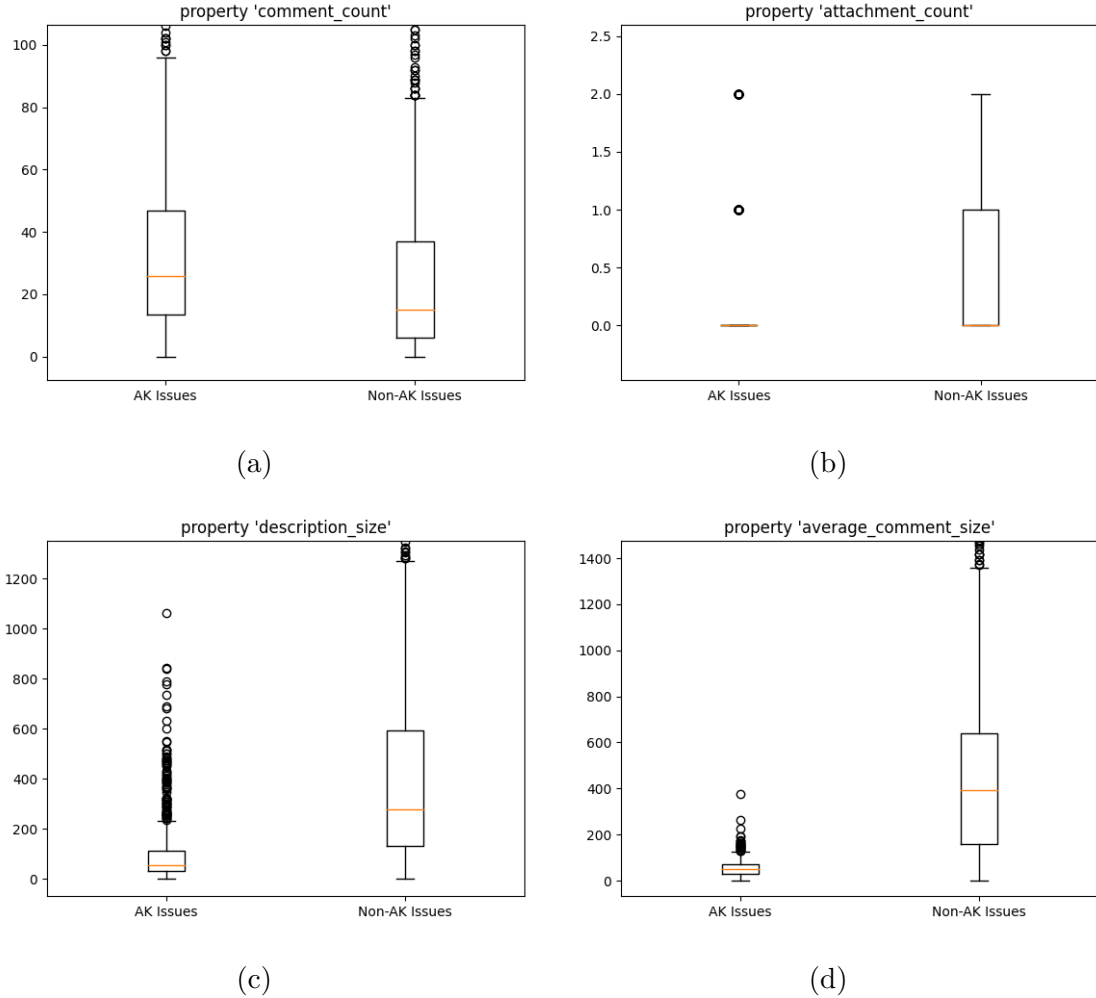 property 'comment_count'
100
80
60
40
20
0
AK Issues
Non-AK Issues
(a)
property 'attachment_count'
2.5
2.0
1.5
1.0
0.5
0.0
AK Issues
Non-AK Issues
(b)
property 'description_size'
1200
1000
800
600
400
200
0
AK Issues
Non-AK Issues
(c)
property 'average_comment_size'
1400
1200
1000
800
600
400
200
0
AK Issues
Non-AK Issues
(d)